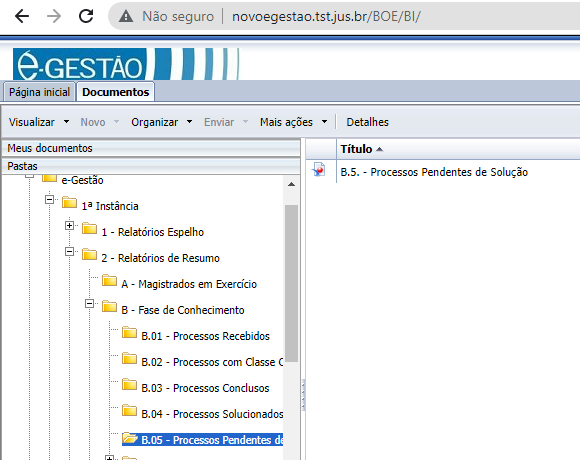 Não seguro | novoegestao.tst.jus.br/BOE/BI/
e-GESTÃO
Página inicial Documentos
Visualizar Novo Organizar Enviar Mais ações Detalhes
Meus documentos
Pastas
e-Gestão
1ª Instância
1 - Relatórios Espelho
2 - Relatórios de Resumo
A - Magistrados em Exercício
B - Fase de Conhecimento
B.01 - Processos Recebidos
B.02 - Processos com Classe C
B.03 - Processos Conclusos
B.04 - Processos Solucionados
B.05 - Processos Pendentes de
Título
B.5. - Processos Pendentes de Solução